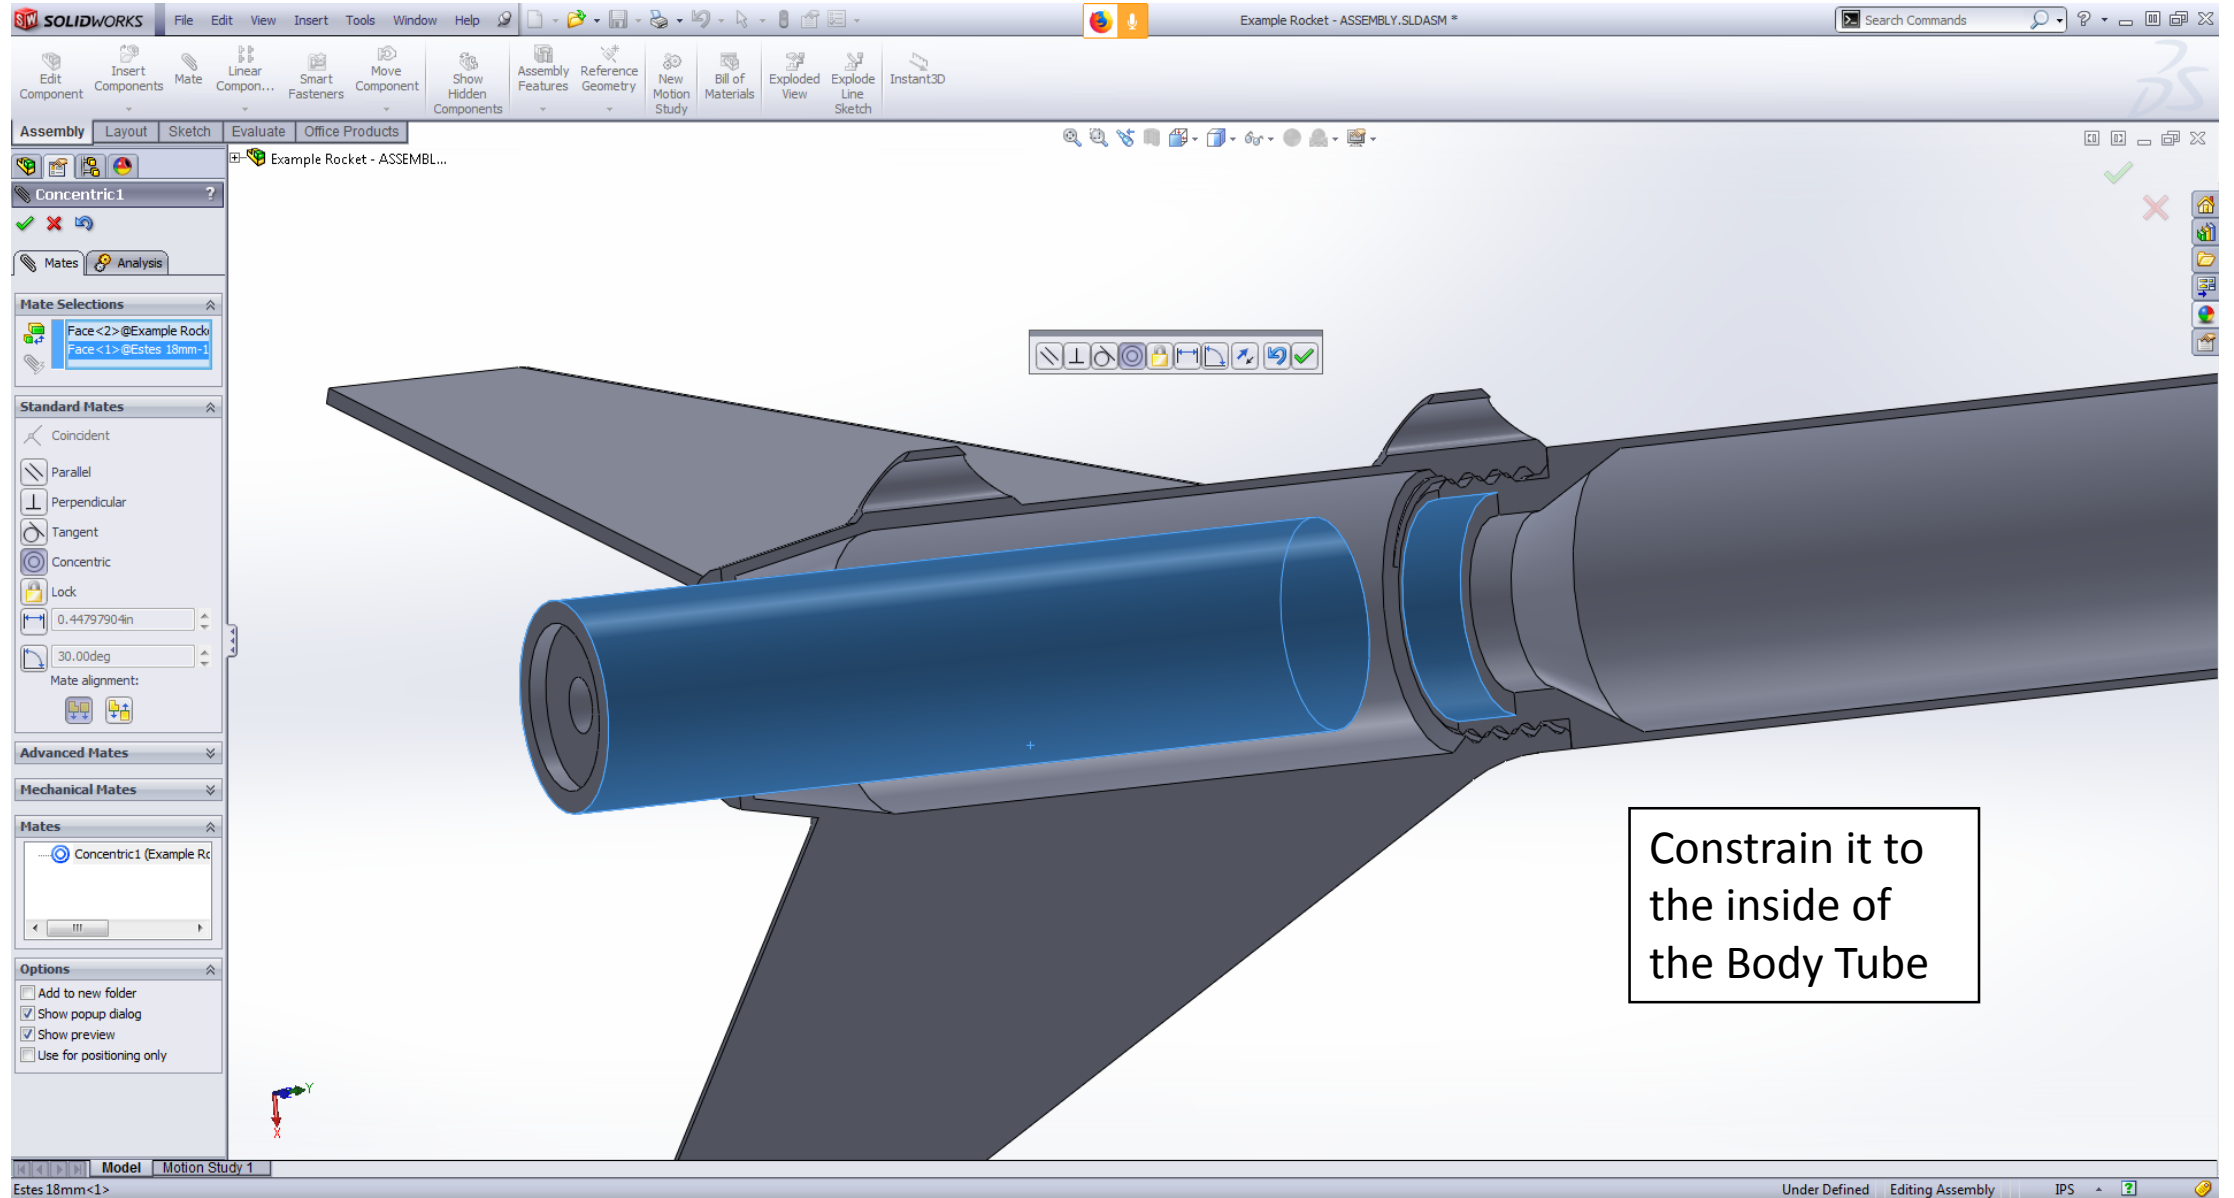 SOLIDWORKS File Edit View Insert Tools Window Help Example Rocket - ASSEMBLY.SLDASM * Search Commands
Edit Component
Insert Components
Mate
Linear Compon...
Smart Fasteners
Move Component
Show Hidden Components
Assembly Features
Reference Geometry
New Motion Study
Bill of Materials
Exploded View
Explode Line Sketch
Instant3D
Assembly Layout Sketch Evaluate Office Products
Example Rocket - ASSEMBL...
Concentric1 ?
Mates Analysis
Mate Selections
Face<2>@Example Rock
Face<1>@Estes 18mm-1
Standard Mates
Coincident
Parallel
Perpendicular
Tangent
Concentric
Lock
0.44797904in
30.00deg
Mate alignment:
Advanced Mates
Mechanical Mates
Mates
Concentric1 (Example Ro
Options
Add to new folder
Show popup dialog
Show preview
Use for positioning only
Constrain it to
the inside of
the Body Tube
Y
X
Model Motion Study 1
Estes 18mm<1> Under Defined Editing Assembly IPS